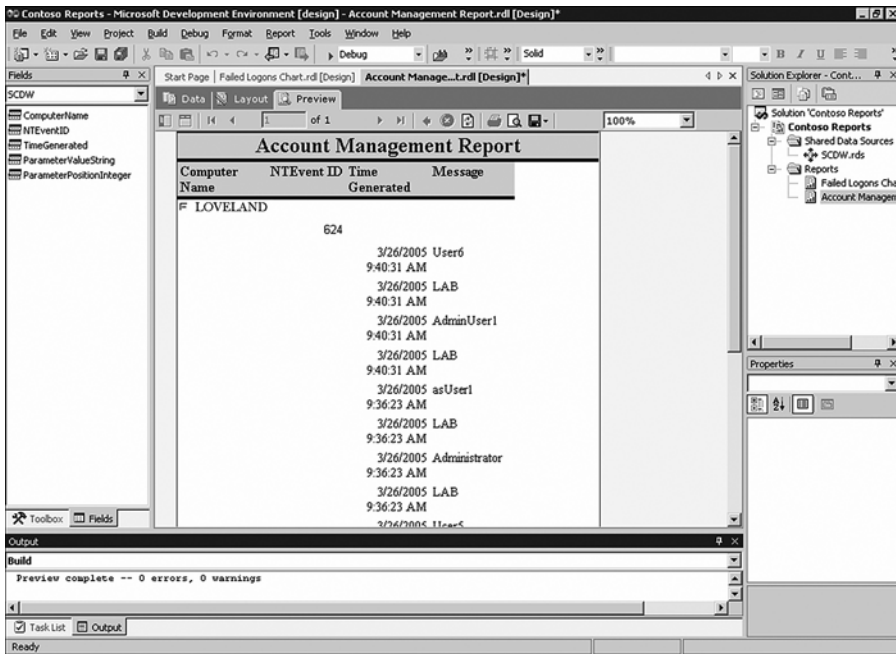 Contoso Reports - Microsoft Development Environment [design] - Account Management Report.rdl [Design]*
File Edit View Project Build Debug Format Report Tools Window Help
Debug Solid B I U
Fields
SCDW
ComputerName
NTEventID
TimeGenerated
ParameterValueString
ParameterPositionInteger
Toolbox Fields
Start Page Failed Logons Chart.rdl [Design] Account Manage...t.rdl [Design]*
Data Layout Preview
1 of 1 100%
Account Management Report
Computer Name NTEvent ID Time Generated Message
LOVELAND
624
3/26/2005 User6
9:40:31 AM
3/26/2005 LAB
9:40:31 AM
3/26/2005 AdminUser1
9:40:31 AM
3/26/2005 LAB
9:40:31 AM
3/26/2005 asUser1
9:36:23 AM
3/26/2005 LAB
9:36:23 AM
3/26/2005 Administrator
9:36:23 AM
3/26/2005 LAB
9:36:23 AM
3/26/2005 User5
Solution Explorer - Cont...
Solution 'Contoso Reports'
Contoso Reports
Shared Data Sources
SCDW.rds
Reports
Failed Logons Cha
Account Managem
Properties
Output
Build
Preview complete -- 0 errors, 0 warnings
Task List Output
Ready